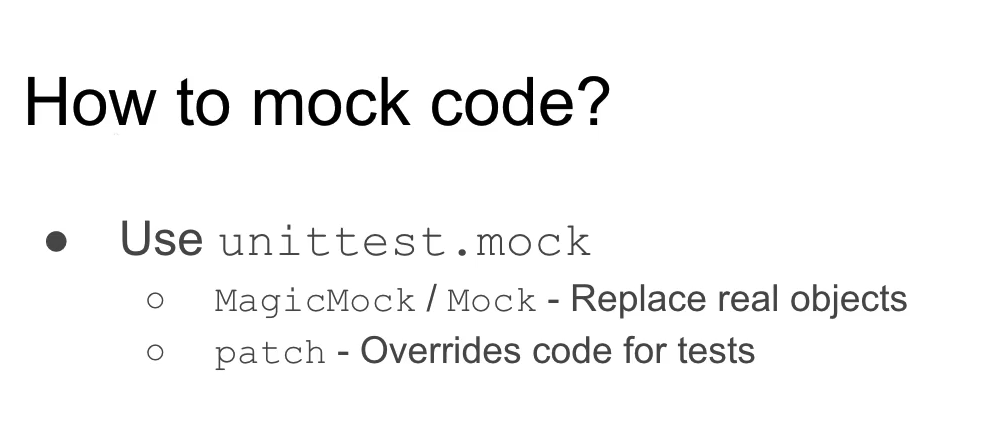 How to mock code?
● Use unittest.mock
○ MagicMock / Mock - Replace real objects
○ patch - Overrides code for tests